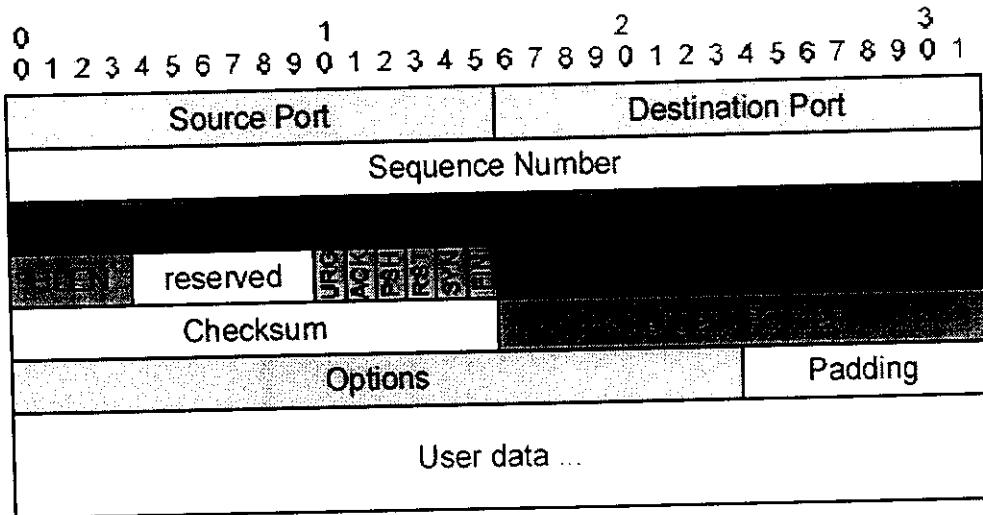 0 1 2 3
0 1 2 3 4 5 6 7 8 9 0 1 2 3 4 5 6 7 8 9 0 1 2 3 4 5 6 7 8 9 0 1
Source Port Destination Port
Sequence Number
reserved URG ACK PSH RST SYN FIN
Checksum
Options Padding
User data ...